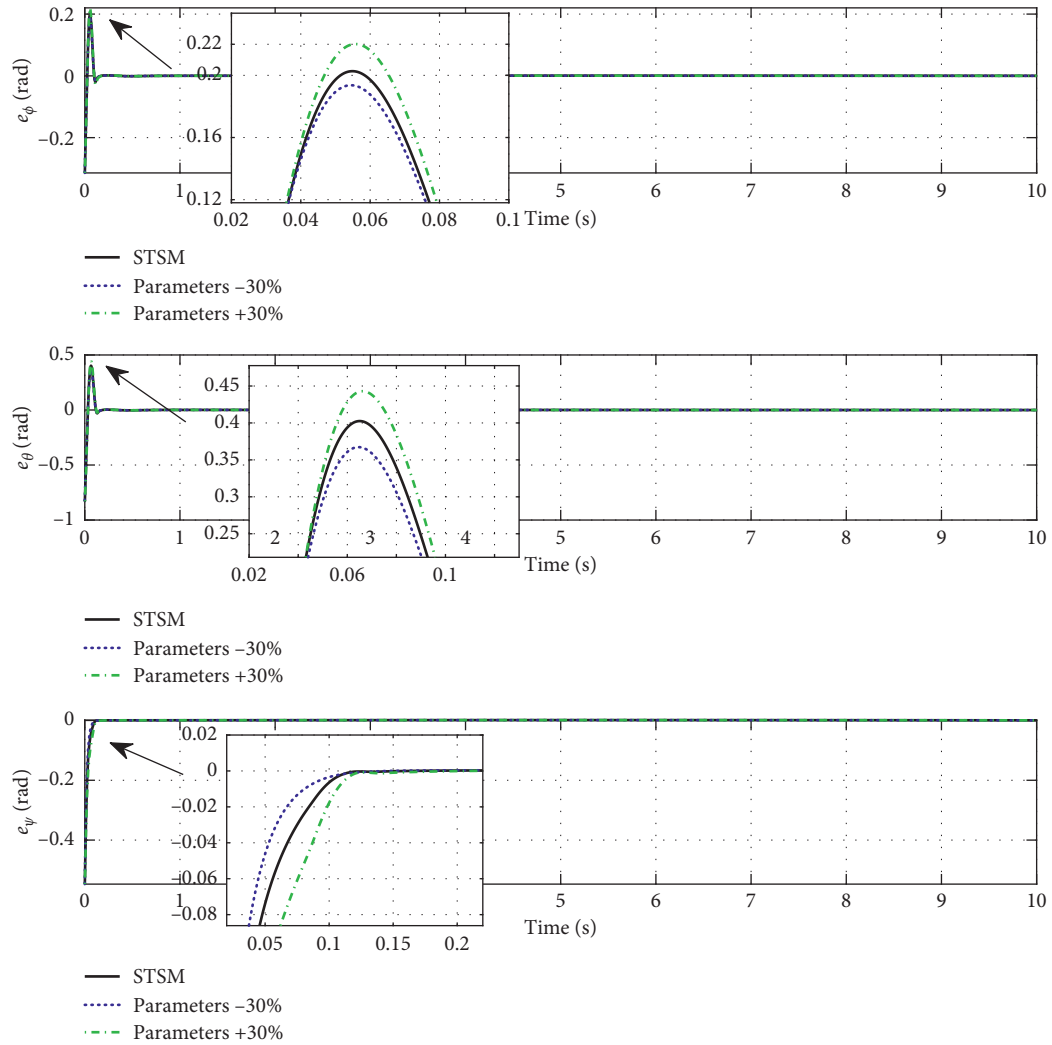 0.2
0
–0.2
e_ϕ (rad)
0.22
0.2
0.16
0.12
0.02 0.04 0.06 0.08 0.1
0 1 5 6 7 8 9 10
Time (s)
STSM
Parameters –30%
Parameters +30%
0.5
0
–0.5
–1
e_θ (rad)
0.45
0.4
0.35
0.3
0.25
0.02 0.06 0.1
0 1 2 3 4 5 6 7 8 9 10
Time (s)
STSM
Parameters –30%
Parameters +30%
0
–0.2
–0.4
e_ψ (rad)
0.02
0
–0.02
–0.04
–0.06
–0.08
0.05 0.1 0.15 0.2
0 1 5 6 7 8 9 10
Time (s)
STSM
Parameters –30%
Parameters +30%